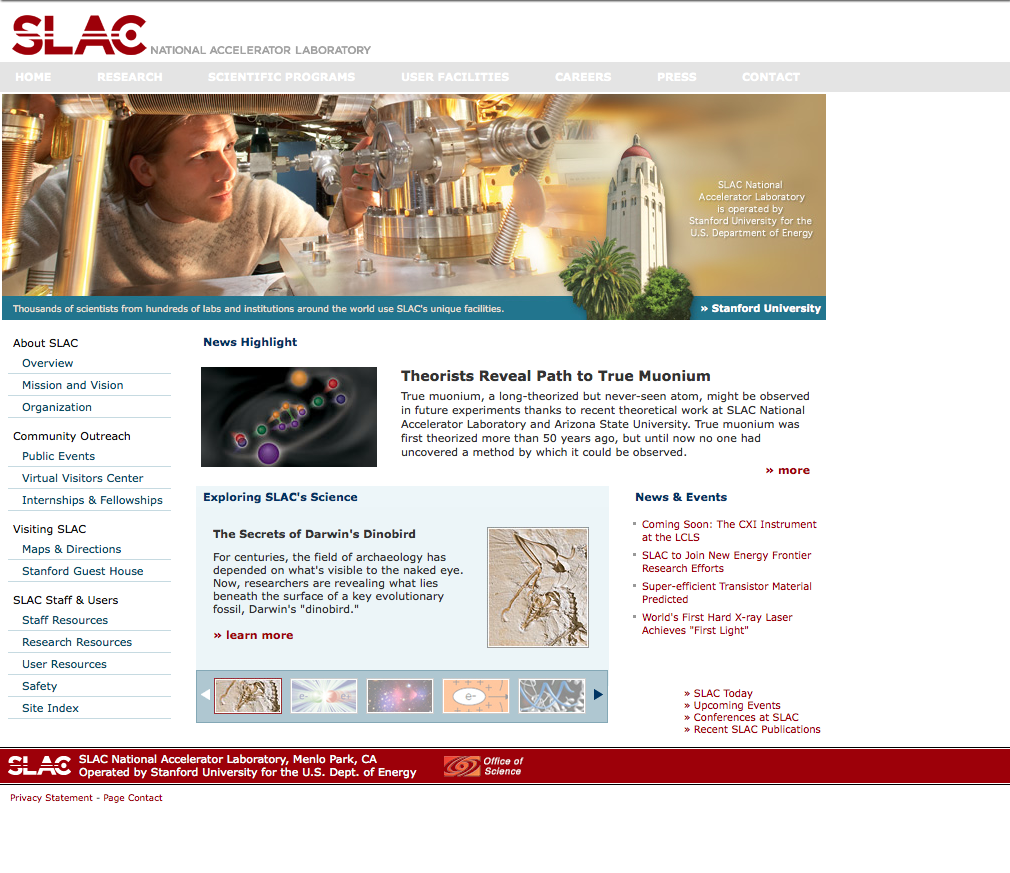 SLAC NATIONAL ACCELERATOR LABORATORY
HOME RESEARCH SCIENTIFIC PROGRAMS USER FACILITIES CAREERS PRESS CONTACT
SLAC National
Accelerator Laboratory
is operated by
Stanford University for the
U.S. Department of Energy
Thousands of scientists from hundreds of labs and institutions around the world use SLAC's unique facilities.
» Stanford University
About SLAC
Overview
Mission and Vision
Organization
Community Outreach
Public Events
Virtual Visitors Center
Internships & Fellowships
Visiting SLAC
Maps & Directions
Stanford Guest House
SLAC Staff & Users
Staff Resources
Research Resources
User Resources
Safety
Site Index
News Highlight
Theorists Reveal Path to True Muonium
True muonium, a long-theorized but never-seen atom, might be observed
in future experiments thanks to recent theoretical work at SLAC National
Accelerator Laboratory and Arizona State University. True muonium was
first theorized more than 50 years ago, but until now no one had
uncovered a method by which it could be observed.
» more
Exploring SLAC's Science
The Secrets of Darwin's Dinobird
For centuries, the field of archaeology has
depended on what's visible to the naked eye.
Now, researchers are revealing what lies
beneath the surface of a key evolutionary
fossil, Darwin's "dinobird."
» learn more
News & Events
Coming Soon: The CXI Instrument
at the LCLS
SLAC to Join New Energy Frontier
Research Efforts
Super-efficient Transistor Material
Predicted
World's First Hard X-ray Laser
Achieves "First Light"
» SLAC Today
» Upcoming Events
» Conferences at SLAC
» Recent SLAC Publications
SLAC
SLAC National Accelerator Laboratory, Menlo Park, CA
Operated by Stanford University for the U.S. Dept. of Energy
Office of
Science
Privacy Statement - Page Contact